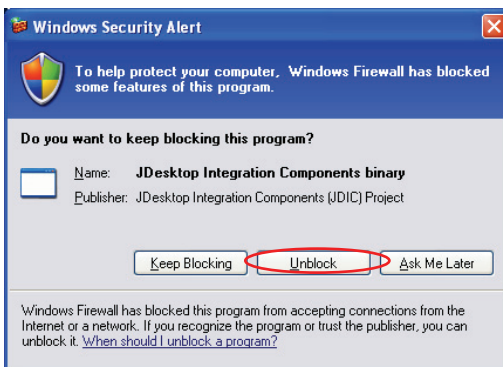 Windows Security Alert
To help protect your computer, Windows Firewall has blocked
some features of this program.
Do you want to keep blocking this program?
Name: JDesktop Integration Components binary
Publisher: JDesktop Integration Components (JDIC) Project
Keep Blocking Unblock Ask Me Later
Windows Firewall has blocked this program from accepting connections from the
Internet or a network. If you recognize the program or trust the publisher, you can
unblock it. When should I unblock a program?